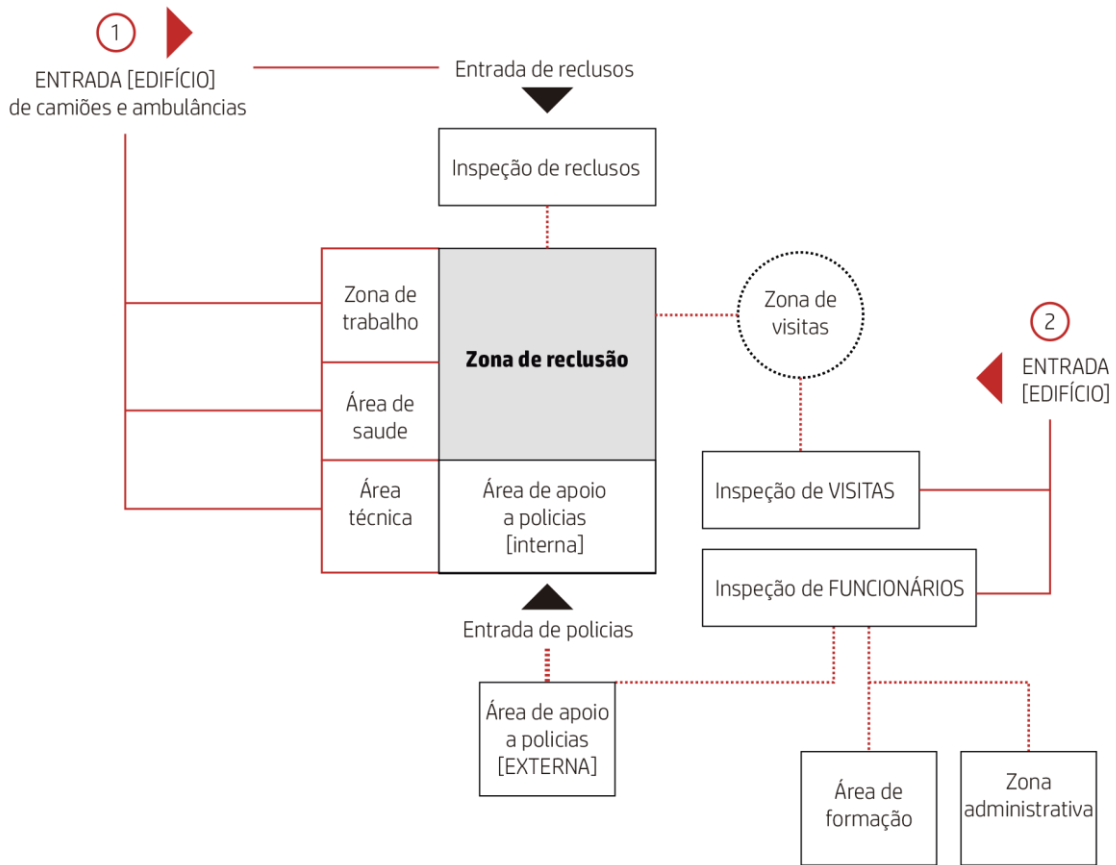 1
ENTRADA [EDIFÍCIO]
de camiões e ambulâncias
Entrada de reclusos
Inspeção de reclusos
Zona de
trabalho
Zona de reclusão
Zona de
visitas
2
ENTRADA
[EDIFÍCIO]
Área de
saude
Área
técnica
Área de apoio
a policias
[interna]
Inspeção de VISITAS
Inspeção de FUNCIONÁRIOS
Entrada de policias
Área de apoio
a policias
[EXTERNA]
Área de
formação
Zona
administrativa